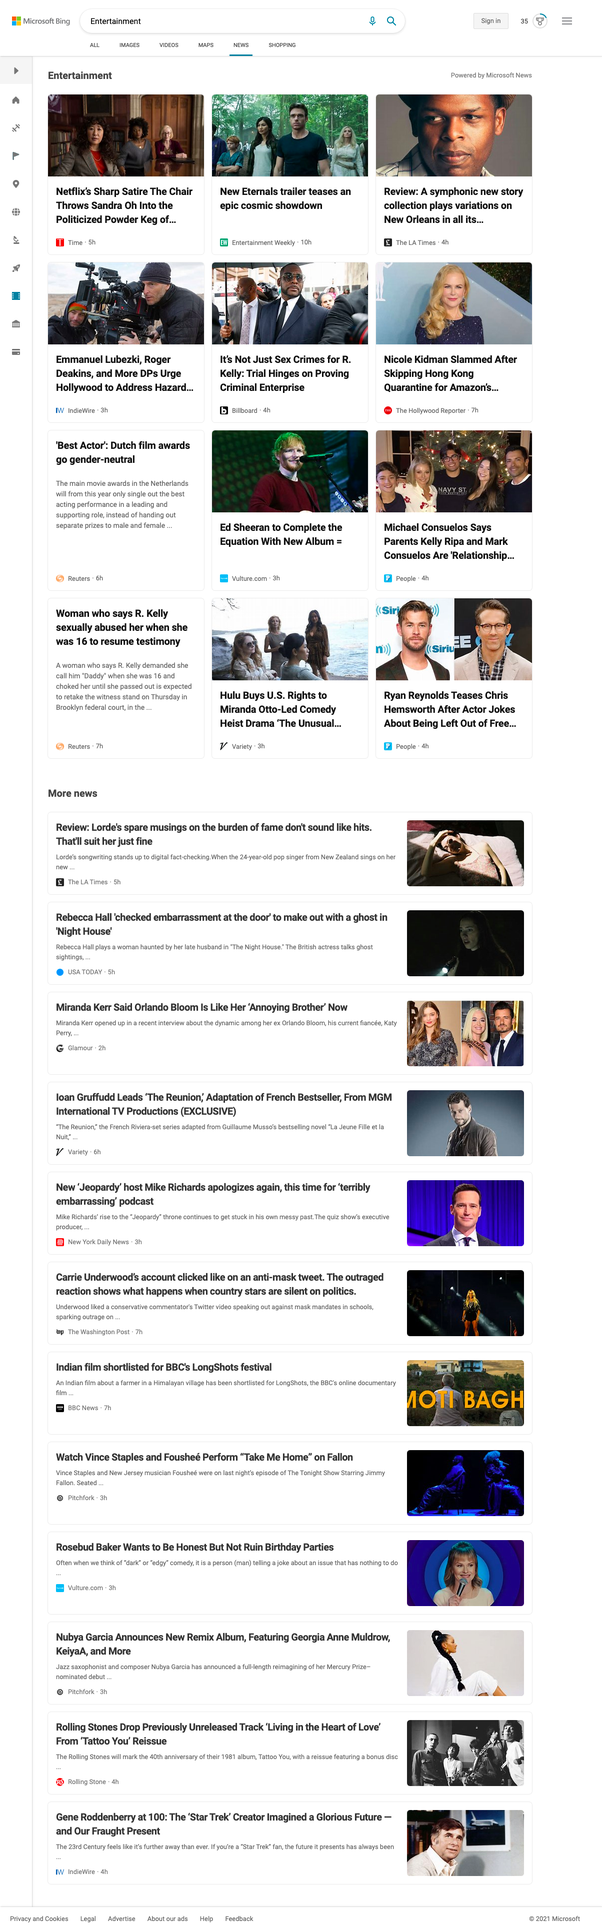 Microsoft Bing
Entertainment
Sign in
35
ALL IMAGES VIDEOS MAPS NEWS SHOPPING
Entertainment
Powered by Microsoft News
Netflix's Sharp Satire The Chair
Throws Sandra Oh Into the
Politicized Powder Keg of...
Time · 5h
New Eternals trailer teases an
epic cosmic showdown
Entertainment Weekly · 10h
Review: A symphonic new story
collection plays variations on
New Orleans in all its...
The LA Times · 4h
Emmanuel Lubezki, Roger
Deakins, and More DPs Urge
Hollywood to Address Hazard...
IndieWire · 3h
It's Not Just Sex Crimes for R.
Kelly: Trial Hinges on Proving
Criminal Enterprise
Billboard · 4h
Nicole Kidman Slammed After
Skipping Hong Kong
Quarantine for Amazon's...
The Hollywood Reporter · 7h
'Best Actor': Dutch film awards
go gender-neutral
The main movie awards in the Netherlands
will from this year only single out the best
acting performance in a leading and
supporting role, instead of handing out
separate prizes to male and female ...
Reuters · 6h
Ed Sheeran to Complete the
Equation With New Album =
Vulture.com · 3h
NAVY ST.
Michael Consuelos Says
Parents Kelly Ripa and Mark
Consuelos Are 'Relationship...
People · 4h
Woman who says R. Kelly
sexually abused her when she
was 16 to resume testimony
A woman who says R. Kelly demanded she
call him "Daddy" when she was 16 and
choked her until she passed out is expected
to retake the witness stand on Thursday in
Brooklyn federal court, in the ...
Reuters · 7h
Hulu Buys U.S. Rights to
Miranda Otto-Led Comedy
Heist Drama 'The Unusual...
Variety · 3h
Ryan Reynolds Teases Chris
Hemsworth After Actor Jokes
About Being Left Out of Free...
People · 4h
More news
Review: Lorde's spare musings on the burden of fame don't sound like hits.
That'll suit her just fine
Lorde's songwriting stands up to digital fact-checking.When the 24-year-old pop singer from New Zealand sings on her
new ...
The LA Times · 5h
Rebecca Hall 'checked embarrassment at the door' to make out with a ghost in
'Night House'
Rebecca Hall plays a woman haunted by her late husband in "The Night House." The British actress talks ghost
sightings, ...
USA TODAY · 5h
Miranda Kerr Said Orlando Bloom Is Like Her 'Annoying Brother' Now
Miranda Kerr opened up in a recent interview about the dynamic among her ex Orlando Bloom, his current fiancée, Katy
Perry, ...
Glamour · 2h
Ioan Gruffudd Leads 'The Reunion,' Adaptation of French Bestseller, From MGM
International TV Productions (EXCLUSIVE)
"The Reunion," the French Riviera-set series adapted from Guillaume Musso's bestselling novel "La Jeune Fille et la
Nuit," ...
Variety · 6h
New 'Jeopardy' host Mike Richards apologizes again, this time for 'terribly
embarrassing' podcast
Mike Richards' rise to the "Jeopardy" throne continues to get stuck in his own messy past.The quiz show's executive
producer, ...
New York Daily News · 3h
Carrie Underwood's account clicked like on an anti-mask tweet. The outraged
reaction shows what happens when country stars are silent on politics.
Underwood liked a conservative commentator's Twitter video speaking out against mask mandates in schools,
sparking outrage on ...
The Washington Post · 7h
Indian film shortlisted for BBC's LongShots festival
An Indian film about a farmer in a Himalayan village has been shortlisted for LongShots, the BBC's online documentary
film ...
BBC News · 7h
MOTI BAGH
Watch Vince Staples and Fousheé Perform "Take Me Home" on Fallon
Vince Staples and New Jersey musician Fousheé were on last night's episode of The Tonight Show Starring Jimmy
Fallon. Seated ...
Pitchfork · 3h
Rosebud Baker Wants to Be Honest But Not Ruin Birthday Parties
Often when we think of "dark" or "edgy" comedy, it is a person (man) telling a joke about an issue that has nothing to do
...
Vulture.com · 3h
Nubya Garcia Announces New Remix Album, Featuring Georgia Anne Muldrow,
KeiyaA, and More
Jazz saxophonist and composer Nubya Garcia has announced a full-length reimagining of her Mercury Prize–
nominated debut ...
Pitchfork · 3h
Rolling Stones Drop Previously Unreleased Track 'Living in the Heart of Love'
From 'Tattoo You' Reissue
The Rolling Stones will mark the 40th anniversary of their 1981 album, Tattoo You, with a reissue featuring a bonus disc
...
Rolling Stone · 4h
Gene Roddenberry at 100: The 'Star Trek' Creator Imagined a Glorious Future —
and Our Fraught Present
The 23rd Century feels like it's further away than ever. If you're a "Star Trek" fan, the future it presents has always been
...
IndieWire · 4h
Privacy and Cookies Legal Advertise About our ads Help Feedback
© 2021 Microsoft